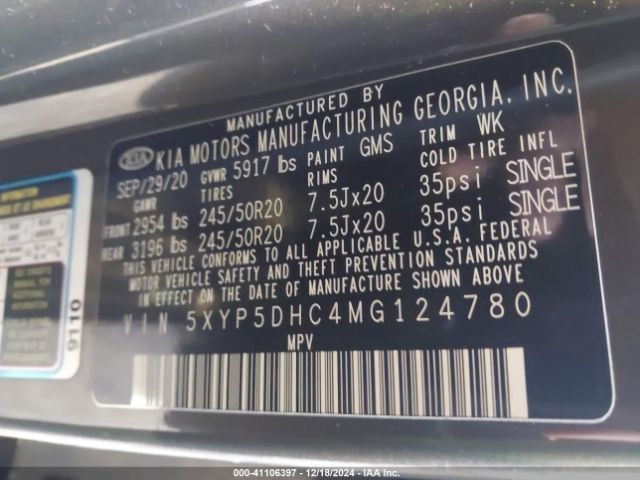 MANUFACTURED BY
KIA KIA MOTORS MANUFACTURING GEORGIA, INC.
SEP/29/20 GVWR 5917 lbs PAINT GMS TRIM WK
GAWR TIRES RIMS COLD TIRE INFL
FRONT 2954 lbs 245/50R20 7.5Jx20 35psi SINGLE
REAR 3196 lbs 245/50R20 7.5Jx20 35psi SINGLE
THIS VEHICLE CONFORMS TO ALL APPLICABLE U.S.A. FEDERAL
MOTOR VEHICLE SAFETY AND THEFT PREVENTION STANDARDS
IN EFFECT ON THE DATE OF MANUFACTURE SHOWN ABOVE
VIN 5XYP5DHC4MG124780
MPV
9110
000-41106397 - 12/18/2024 - IAA Inc.